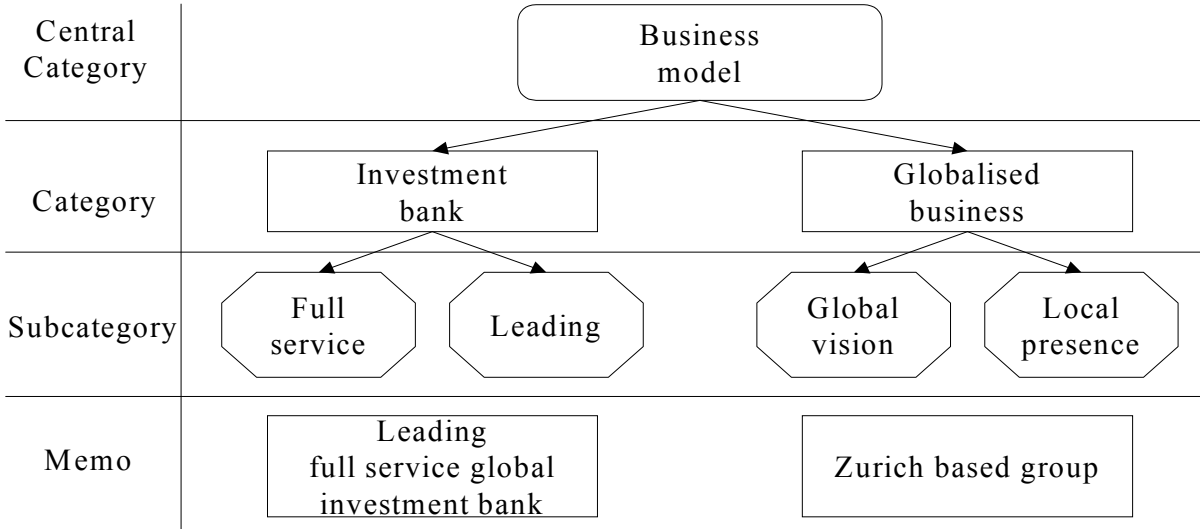 Central
Category
Business
model
Category
Investment
bank
Globalised
business
Subcategory
Full
service
Leading
Global
vision
Local
presence
Memo
Leading
full service global
investment bank
Zurich based group